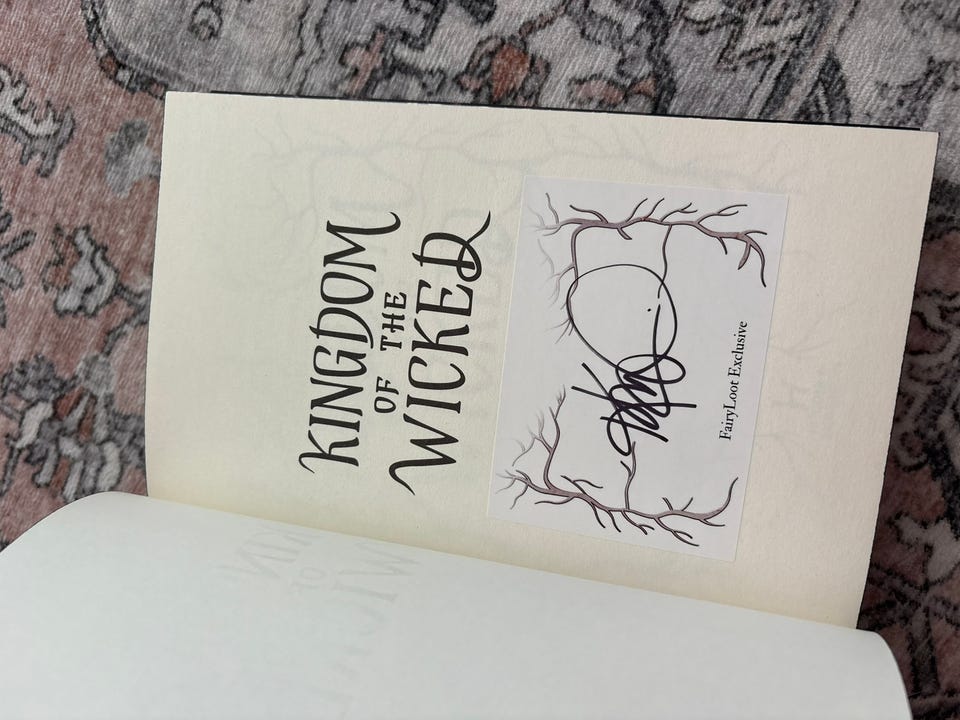 KINGDOM
OF THE
WICKED
FairyLoot Exclusive